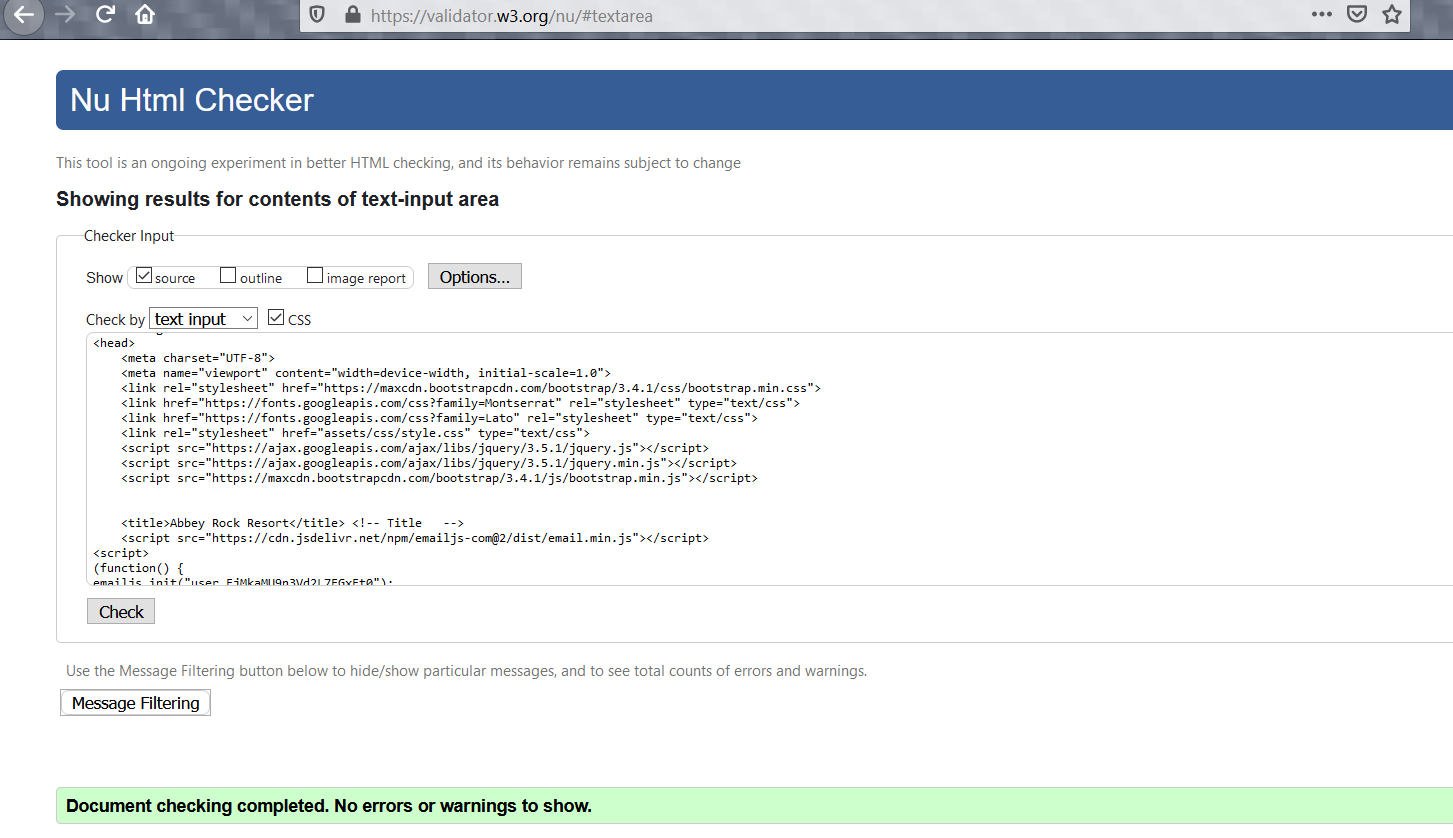 https://validator.w3.org/nu/#textarea
Nu Html Checker
This tool is an ongoing experiment in better HTML checking, and its behavior remains subject to change
Showing results for contents of text-input area
Checker Input
Show source outline image report Options...
Check by text input CSS
<head>
<meta charset="UTF-8">
<meta name="viewport" content="width=device-width, initial-scale=1.0">
<link rel="stylesheet" href="https://maxcdn.bootstrapcdn.com/bootstrap/3.4.1/css/bootstrap.min.css">
<link href="https://fonts.googleapis.com/css?family=Montserrat" rel="stylesheet" type="text/css">
<link href="https://fonts.googleapis.com/css?family=Lato" rel="stylesheet" type="text/css">
<link rel="stylesheet" href="assets/css/style.css" type="text/css">
<script src="https://ajax.googleapis.com/ajax/libs/jquery/3.5.1/jquery.js"></script>
<script src="https://ajax.googleapis.com/ajax/libs/jquery/3.5.1/jquery.min.js"></script>
<script src="https://maxcdn.bootstrapcdn.com/bootstrap/3.4.1/js/bootstrap.min.js"></script>
<title>Abbey Rock Resort</title> <!-- Title   -->
<script src="https://cdn.jsdelivr.net/npm/emailjs-com@2/dist/email.min.js"></script>
<script>
(function() {
Check
Use the Message Filtering button below to hide/show particular messages, and to see total counts of errors and warnings.
Message Filtering
Document checking completed. No errors or warnings to show.